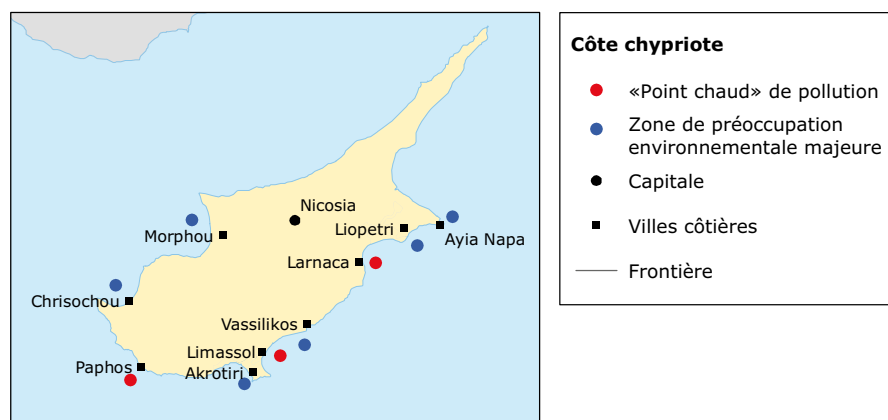 Nicosia
Morphou
Liopetri
Ayia Napa
Larnaca
Chrisochou
Vassilikos
Limassol
Paphos
Akrotiri
Côte chypriote
«Point chaud» de pollution
Zone de préoccupation
environnementale majeure
Capitale
Villes côtières
Frontière